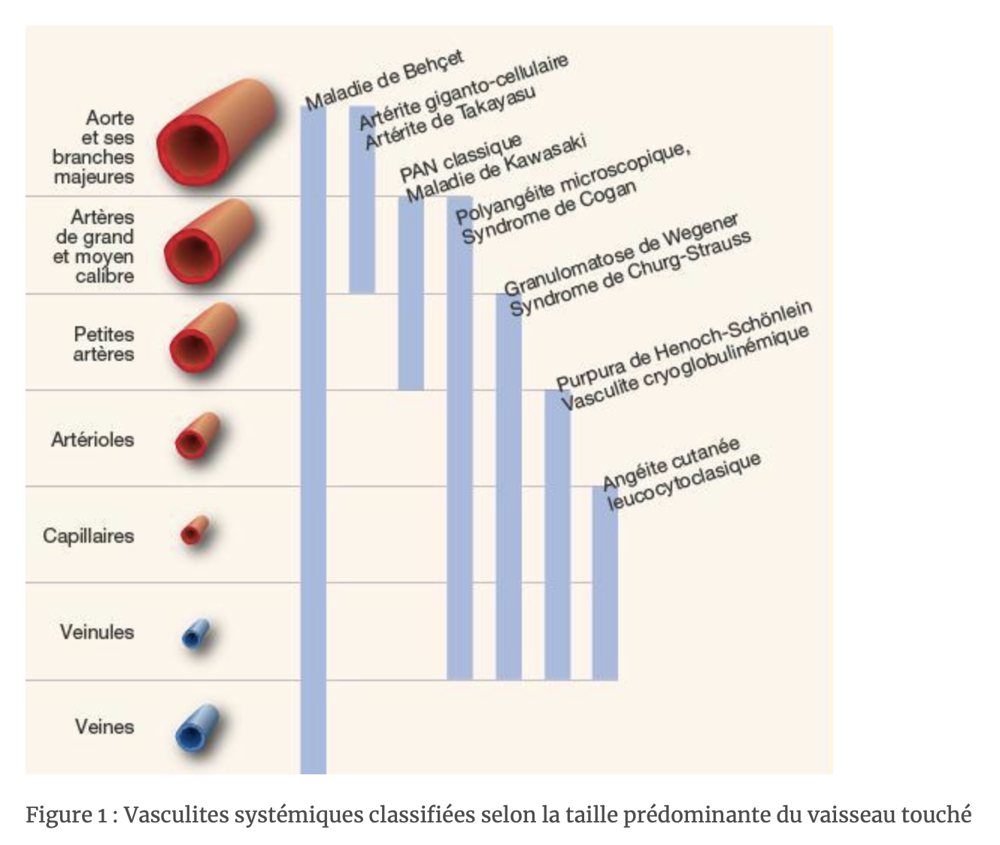 Maladie de Behçet
Artérite giganto-cellulaire
Artérite de Takayasu
PAN classique
Maladie de Kawasaki
Polyangéite microscopique,
Syndrome de Cogan
Granulomatose de Wegener
Syndrome de Churg-Strauss
Purpura de Henoch-Schönlein
Vasculite cryoglobulinémique
Angéite cutanée
leucocytoclasique
Aorte
et ses
branches
majeures
Artères
de grand
et moyen
calibre
Petites
artères
Artérioles
Capillaires
Veinules
Veines
Figure 1 : Vasculites systémiques classifiées selon la taille prédominante du vaisseau touché